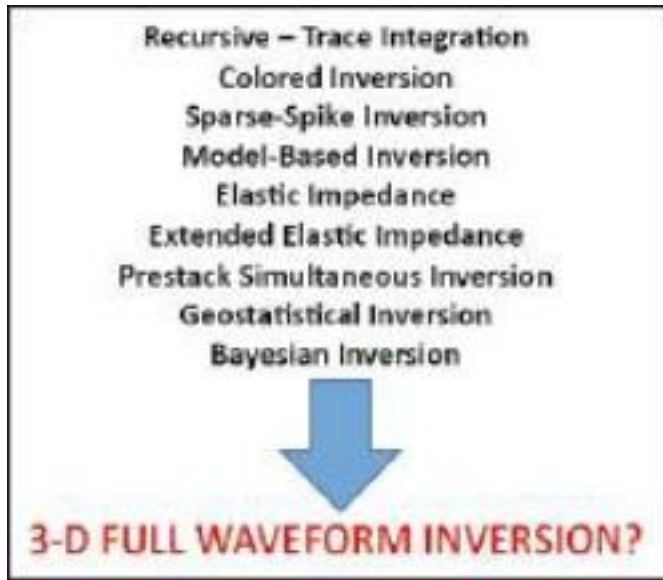 Recursive – Trace Integration
Colored Inversion
Sparse-Spike Inversion
Model-Based Inversion
Elastic Impedance
Extended Elastic Impedance
Prestack Simultaneous Inversion
Geostatistical Inversion
Bayesian Inversion
3-D FULL WAVEFORM INVERSION?